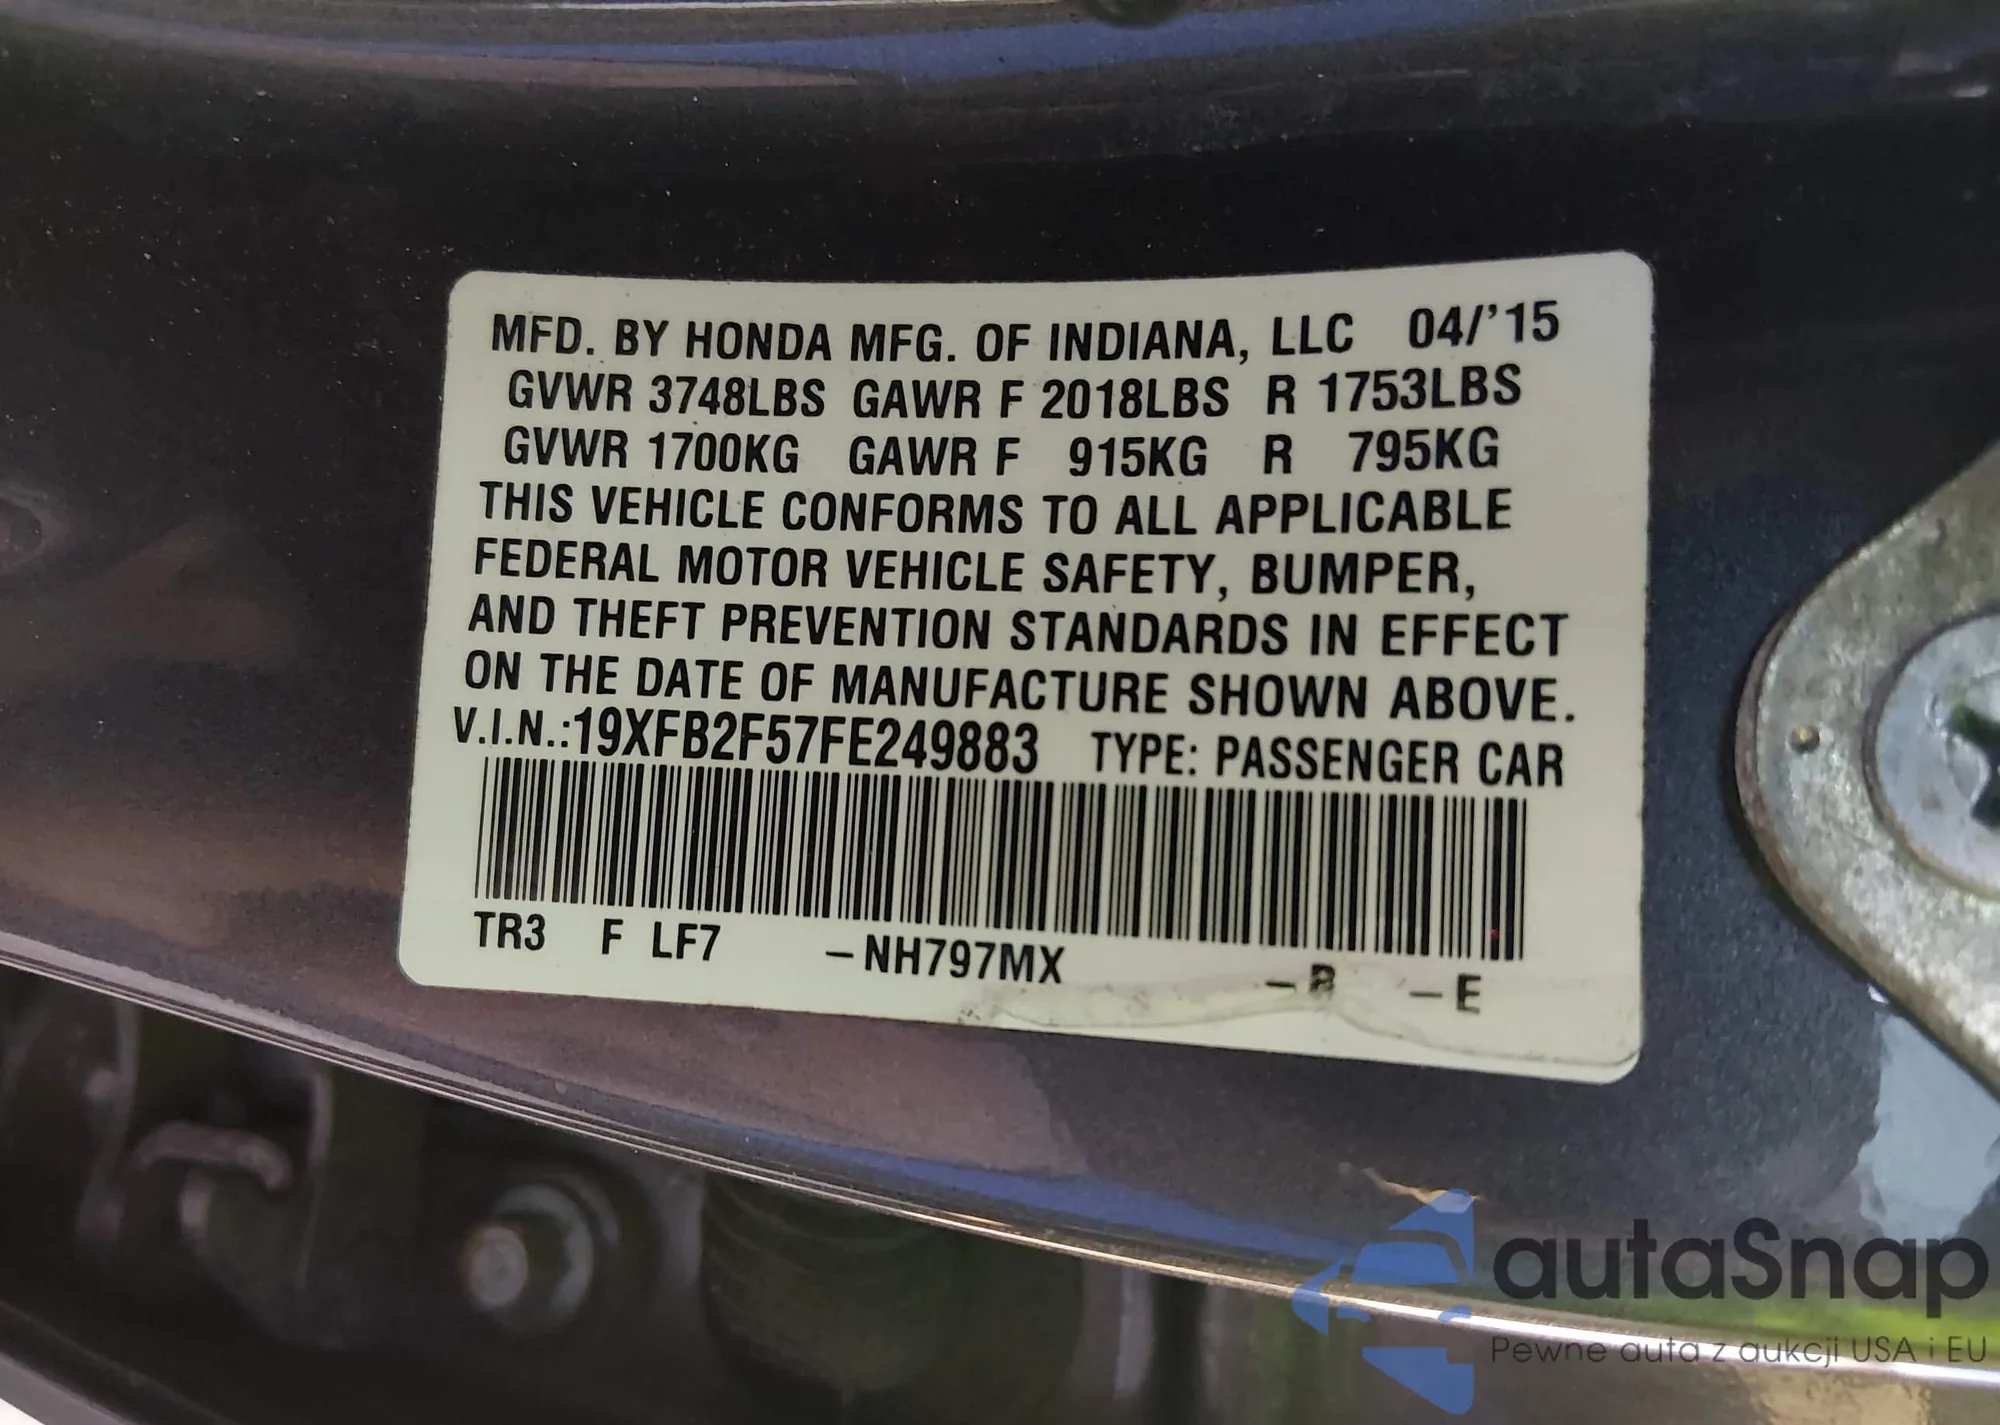 MFD. BY HONDA MFG. OF INDIANA, LLC 04/'15
GVWR 3748LBS GAWR F 2018LBS R 1753LBS
GVWR 1700KG GAWR F 915KG R 795KG
THIS VEHICLE CONFORMS TO ALL APPLICABLE
FEDERAL MOTOR VEHICLE SAFETY, BUMPER,
AND THEFT PREVENTION STANDARDS IN EFFECT
ON THE DATE OF MANUFACTURE SHOWN ABOVE.
V.I.N.:19XFB2F57FE249883 TYPE: PASSENGER CAR
TR3 F LF7 -NH797MX -B -E
autaSnap
Pewne auta z aukcji USA i EU